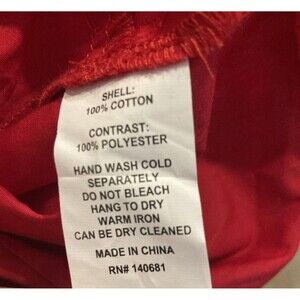 SHELL:
100% COTTON
CONTRAST:
100% POLYESTER
HAND WASH COLD
SEPARATELY
DO NOT BLEACH
HANG TO DRY
WARM IRON
CAN BE DRY CLEANED
MADE IN CHINA
RN# 140681